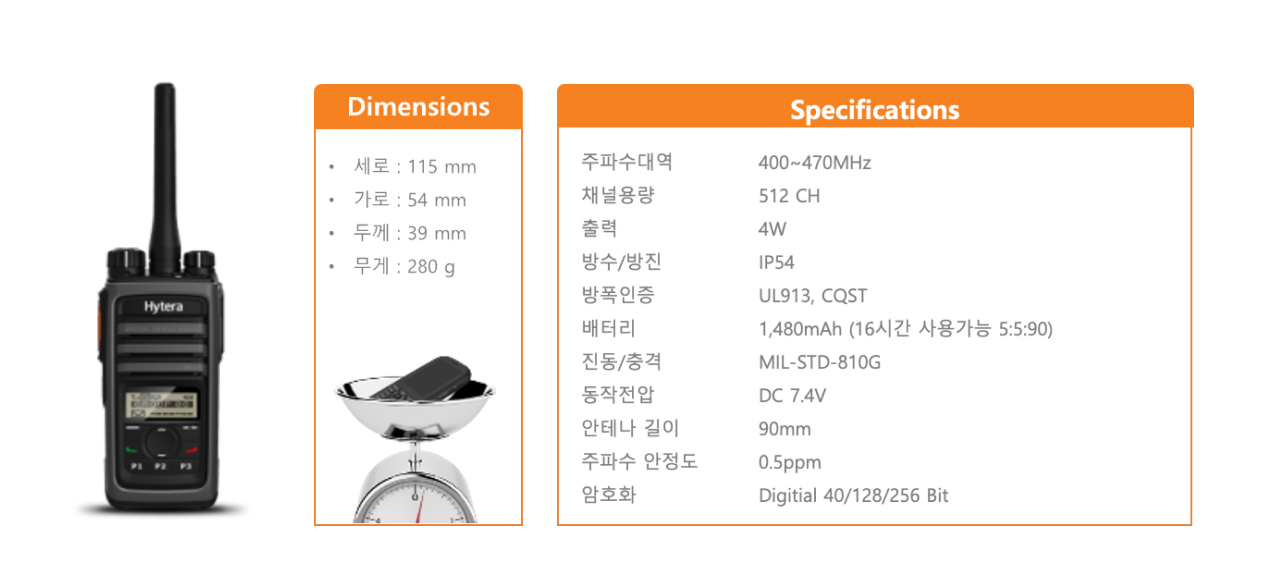 Hytera
P1 P2 P3
Dimensions
• 세로 : 115 mm
• 가로 : 54 mm
• 두께 : 39 mm
• 무게 : 280 g
0
Specifications
주파수대역 400~470MHz
채널용량 512 CH
출력 4W
방수/방진 IP54
방폭인증 UL913, CQST
배터리 1,480mAh (16시간 사용가능 5:5:90)
진동/충격 MIL-STD-810G
동작전압 DC 7.4V
안테나 길이 90mm
주파수 안정도 0.5ppm
암호화 Digitial 40/128/256 Bit